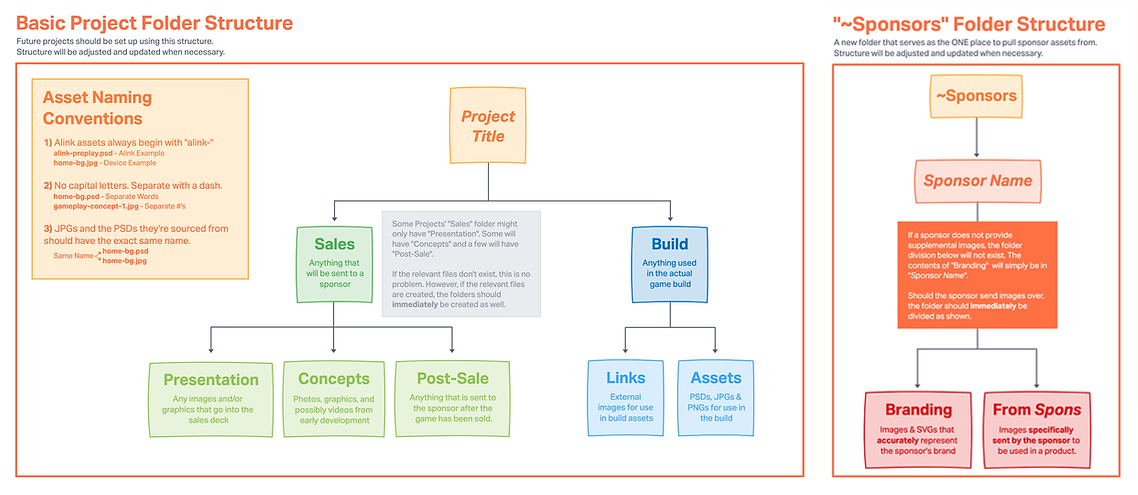 Basic Project Folder Structure
Future projects should be set up using this structure.
Structure will be adjusted and updated when necessary.
Asset Naming
Conventions
1) Alink assets always begin with "alink-"
alink-preplay.psd - Alink Example
home-bg.jpg - Device Example
2) No capital letters. Separate with a dash.
home-bg.psd - Separate Words
gameplay-concept-1.jpg - Separate #'s
3) JPGs and the PSDs they're sourced from
should have the exact same name.
Same Name
home-bg.psd
home-bg.jpg
Project
Title
Sales
Anything that
will be sent to a
sponsor
Some Projects' "Sales" folder might
only have "Presentation". Some will
have "Concepts" and a few will have
"Post-Sale".
If the relevant files don't exist, this is no
problem. However, if the relevant files
are created, the folders should
immediately be created as well.
Build
Anything used
in the actual
game build
Presentation
Any images and/or
graphics that go into the
sales deck
Concepts
Photos, graphics, and
possibly videos from
early development
Post-Sale
Anything that is sent to
the sponsor after the
game has been sold.
Links
External
images for use
in build assets
Assets
PSDs, JPGs &
PNGs for use in
the build
"~Sponsors" Folder Structure
A new folder that serves as the ONE place to pull sponsor assets from.
Structure will be adjusted and updated when necessary.
~Sponsors
Sponsor Name
If a sponsor does not provide
supplemental images, the folder
division below will not exist. The
contents of "Branding" will simply be in
"Sponsor Name".
Should the sponsor send images over,
the folder should immediately be
divided as shown.
Branding
Images & SVGs that
accurately represent
the sponsor's brand
From Spons
Images specifically
sent by the sponsor to
be used in a product.